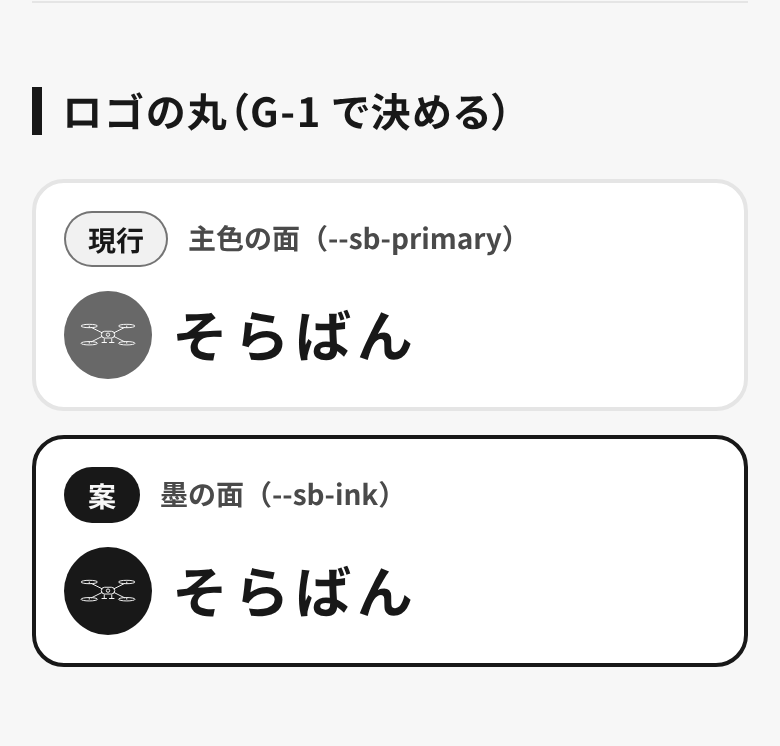 ロゴの丸（G-1 で決める）
現行 主色の面（--sb-primary）
そらばん
案 墨の面（--sb-ink）
そらばん